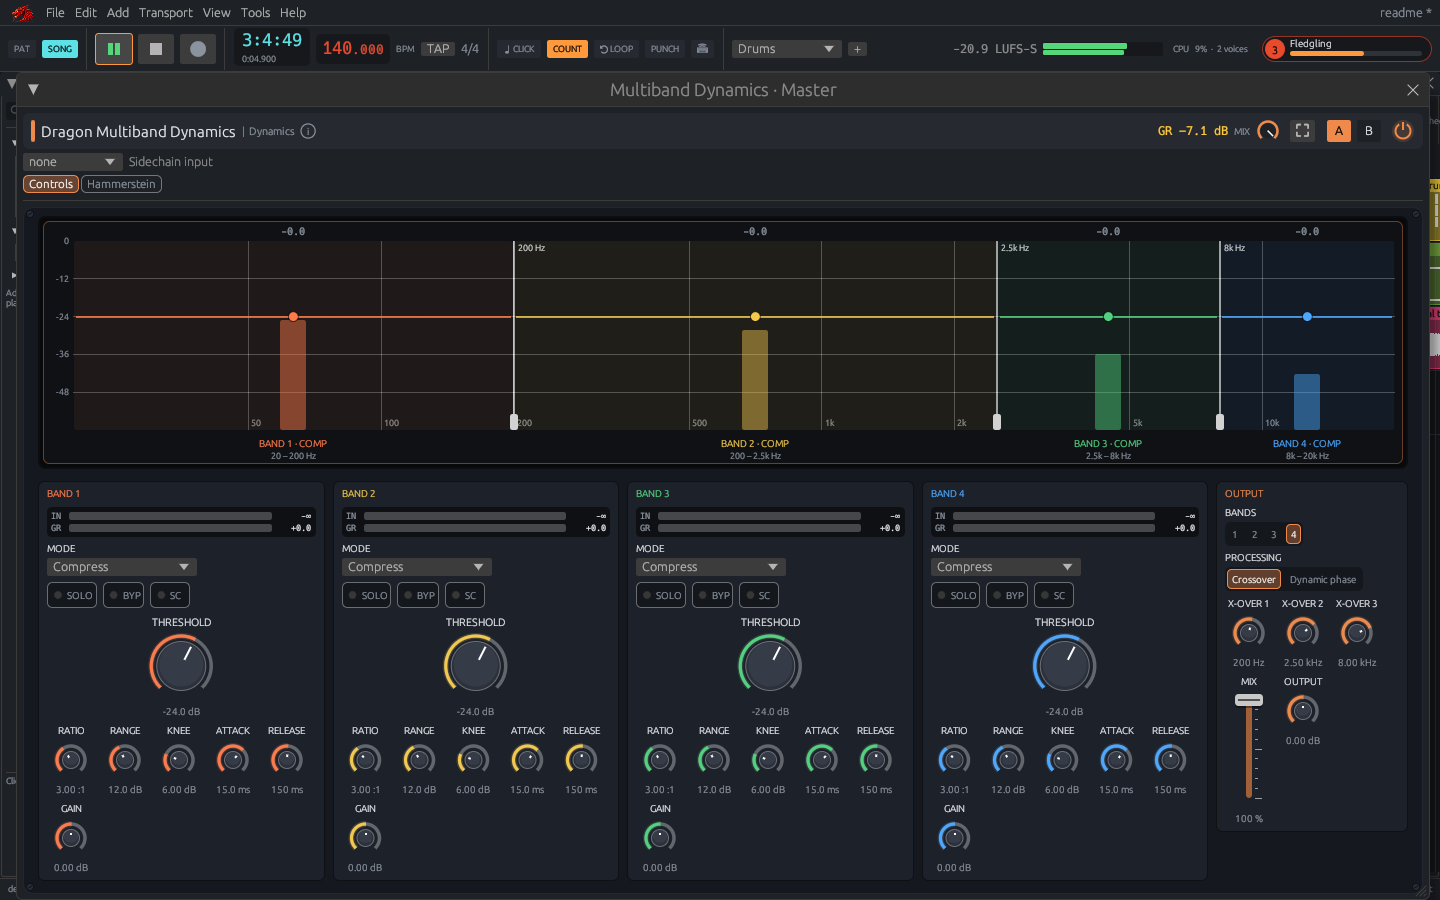 File Edit Add Transport View Tools Help
readme *
PAT SONG
3:4:49
0:04.900
140.000 BPM TAP 4/4
CLICK COUNT LOOP PUNCH
Drums +
-20.9 LUFS-S
CPU 9% · 2 voices
3 Fledgling
Multiband Dynamics · Master
Dragon Multiband Dynamics | Dynamics i
GR −7.1 dB MIX A B
none Sidechain input
Controls Hammerstein
-0.0 -0.0 -0.0 -0.0
0 200 Hz 2.5k Hz 8k Hz
-12
-24
-36
-48
50 100 200 500 1k 2k 5k 10k
BAND 1 · COMP BAND 2 · COMP BAND 3 · COMP BAND 4 · COMP
20 – 200 Hz 200 – 2.5k Hz 2.5k – 8k Hz 8k – 20k Hz
BAND 1
IN -∞
GR +0.0
MODE
Compress
SOLO BYP SC
THRESHOLD
-24.0 dB
RATIO RANGE KNEE ATTACK RELEASE
3.00 :1 12.0 dB 6.00 dB 15.0 ms 150 ms
GAIN
0.00 dB
BAND 2
IN -∞
GR +0.0
MODE
Compress
SOLO BYP SC
THRESHOLD
-24.0 dB
RATIO RANGE KNEE ATTACK RELEASE
3.00 :1 12.0 dB 6.00 dB 15.0 ms 150 ms
GAIN
0.00 dB
BAND 3
IN -∞
GR +0.0
MODE
Compress
SOLO BYP SC
THRESHOLD
-24.0 dB
RATIO RANGE KNEE ATTACK RELEASE
3.00 :1 12.0 dB 6.00 dB 15.0 ms 150 ms
GAIN
0.00 dB
BAND 4
IN -∞
GR +0.0
MODE
Compress
SOLO BYP SC
THRESHOLD
-24.0 dB
RATIO RANGE KNEE ATTACK RELEASE
3.00 :1 12.0 dB 6.00 dB 15.0 ms 150 ms
GAIN
0.00 dB
OUTPUT
BANDS
1 2 3 4
PROCESSING
Crossover Dynamic phase
X-OVER 1 X-OVER 2 X-OVER 3
200 Hz 2.50 kHz 8.00 kHz
MIX OUTPUT
0.00 dB
100 %